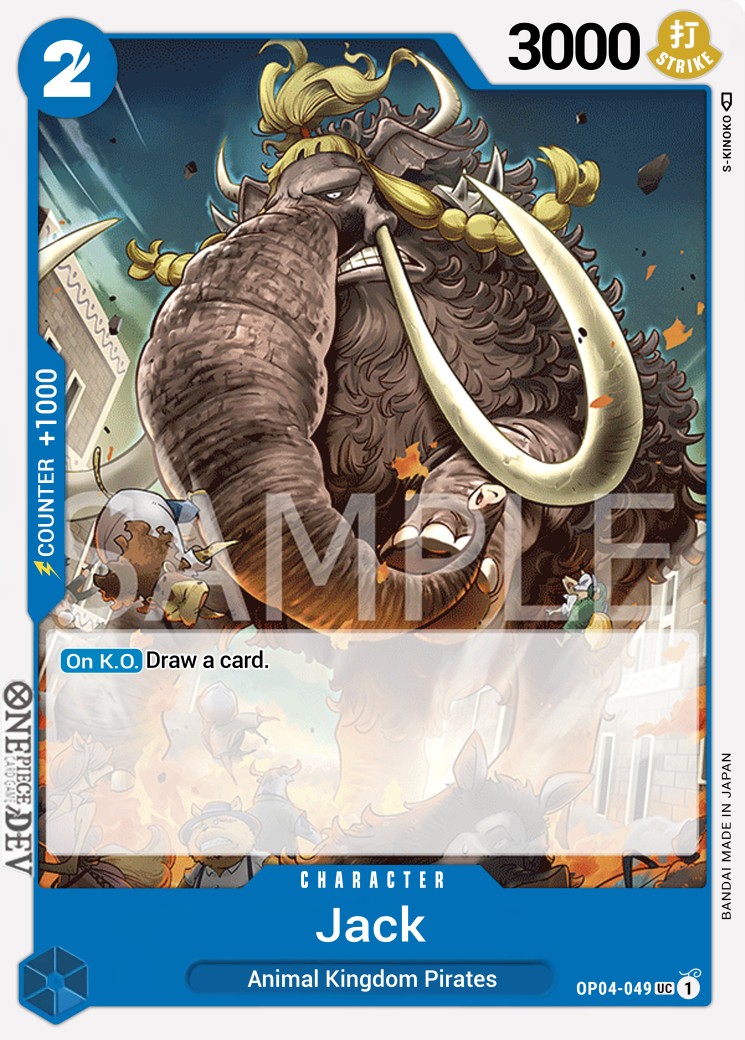 2
3000
打
STRIKE
S-KINOKO
COUNTER +1000
SAMPLE
On K.O. Draw a card.
ONE PIECE
CARD GAME
DEV
BANDAI MADE IN JAPAN
CHARACTER
Jack
Animal Kingdom Pirates
OP04-049 UC 1